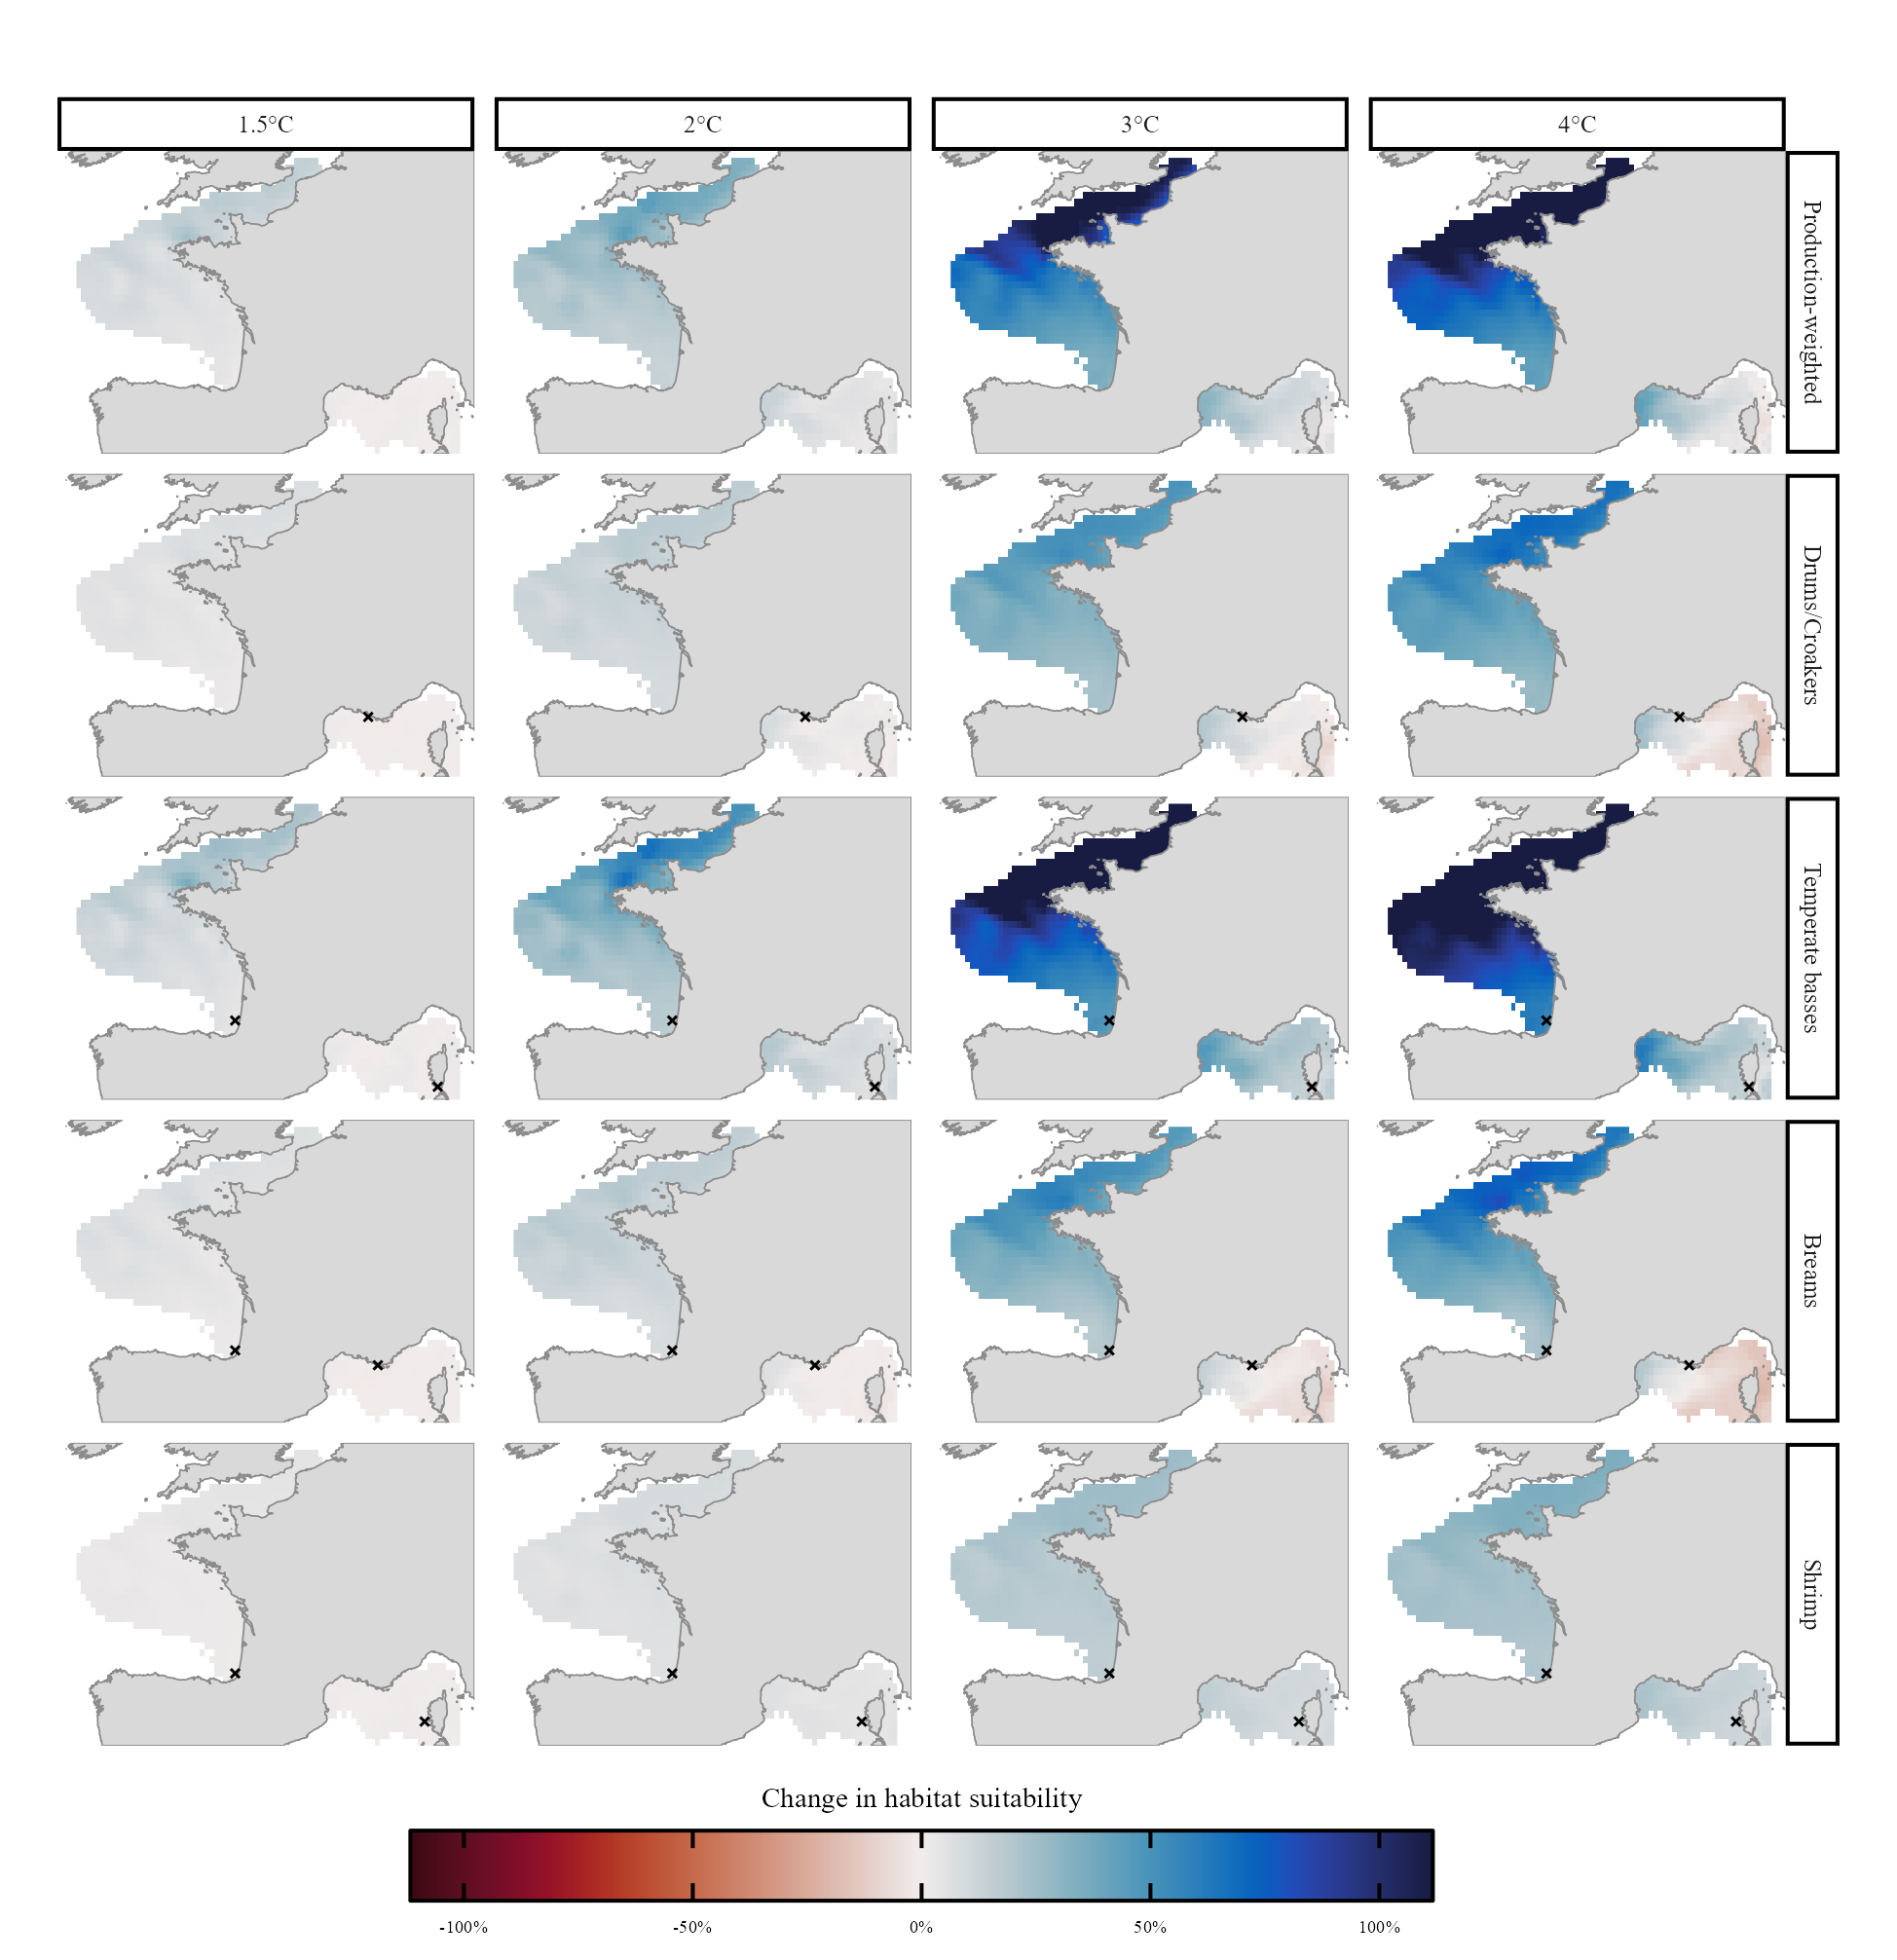 1.5°C
2°C
3°C
4°C
Production-weighted
Drums/Croakers
Temperate basses
Breams
Shrimp
Change in habitat suitability
-100%
-50%
0%
50%
100%